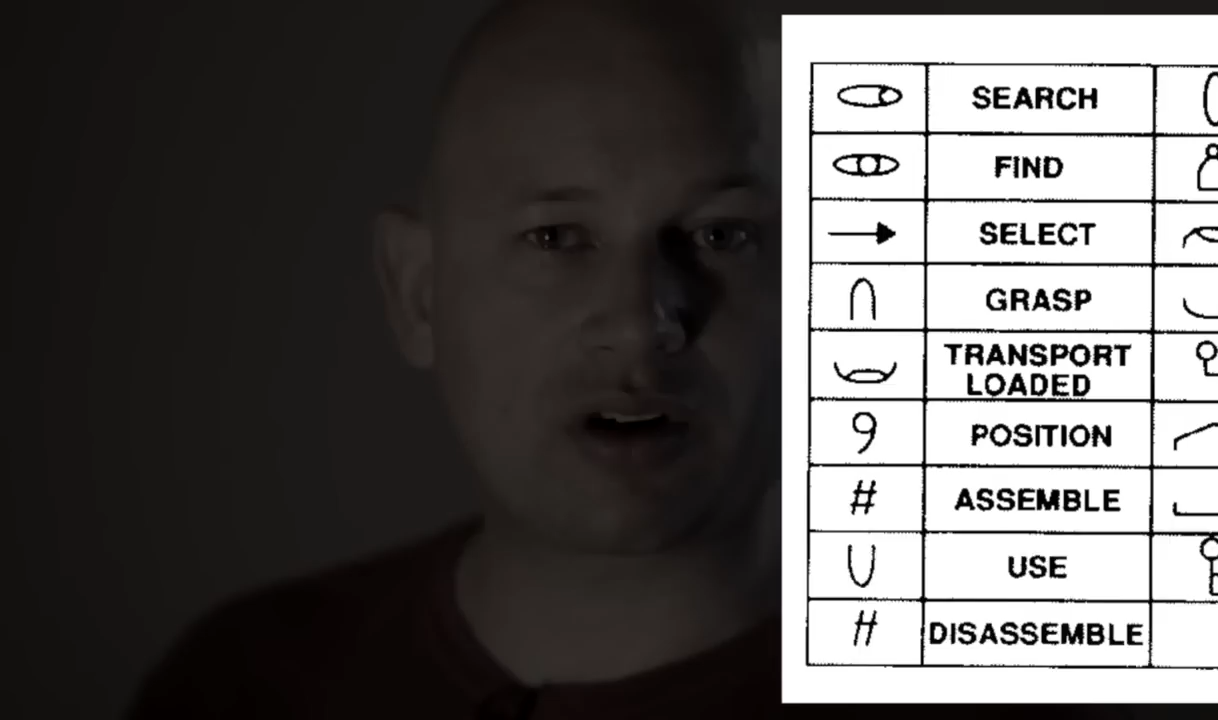 SEARCH
FIND
SELECT
GRASP
TRANSPORT
LOADED
POSITION
ASSEMBLE
USE
DISASSEMBLE